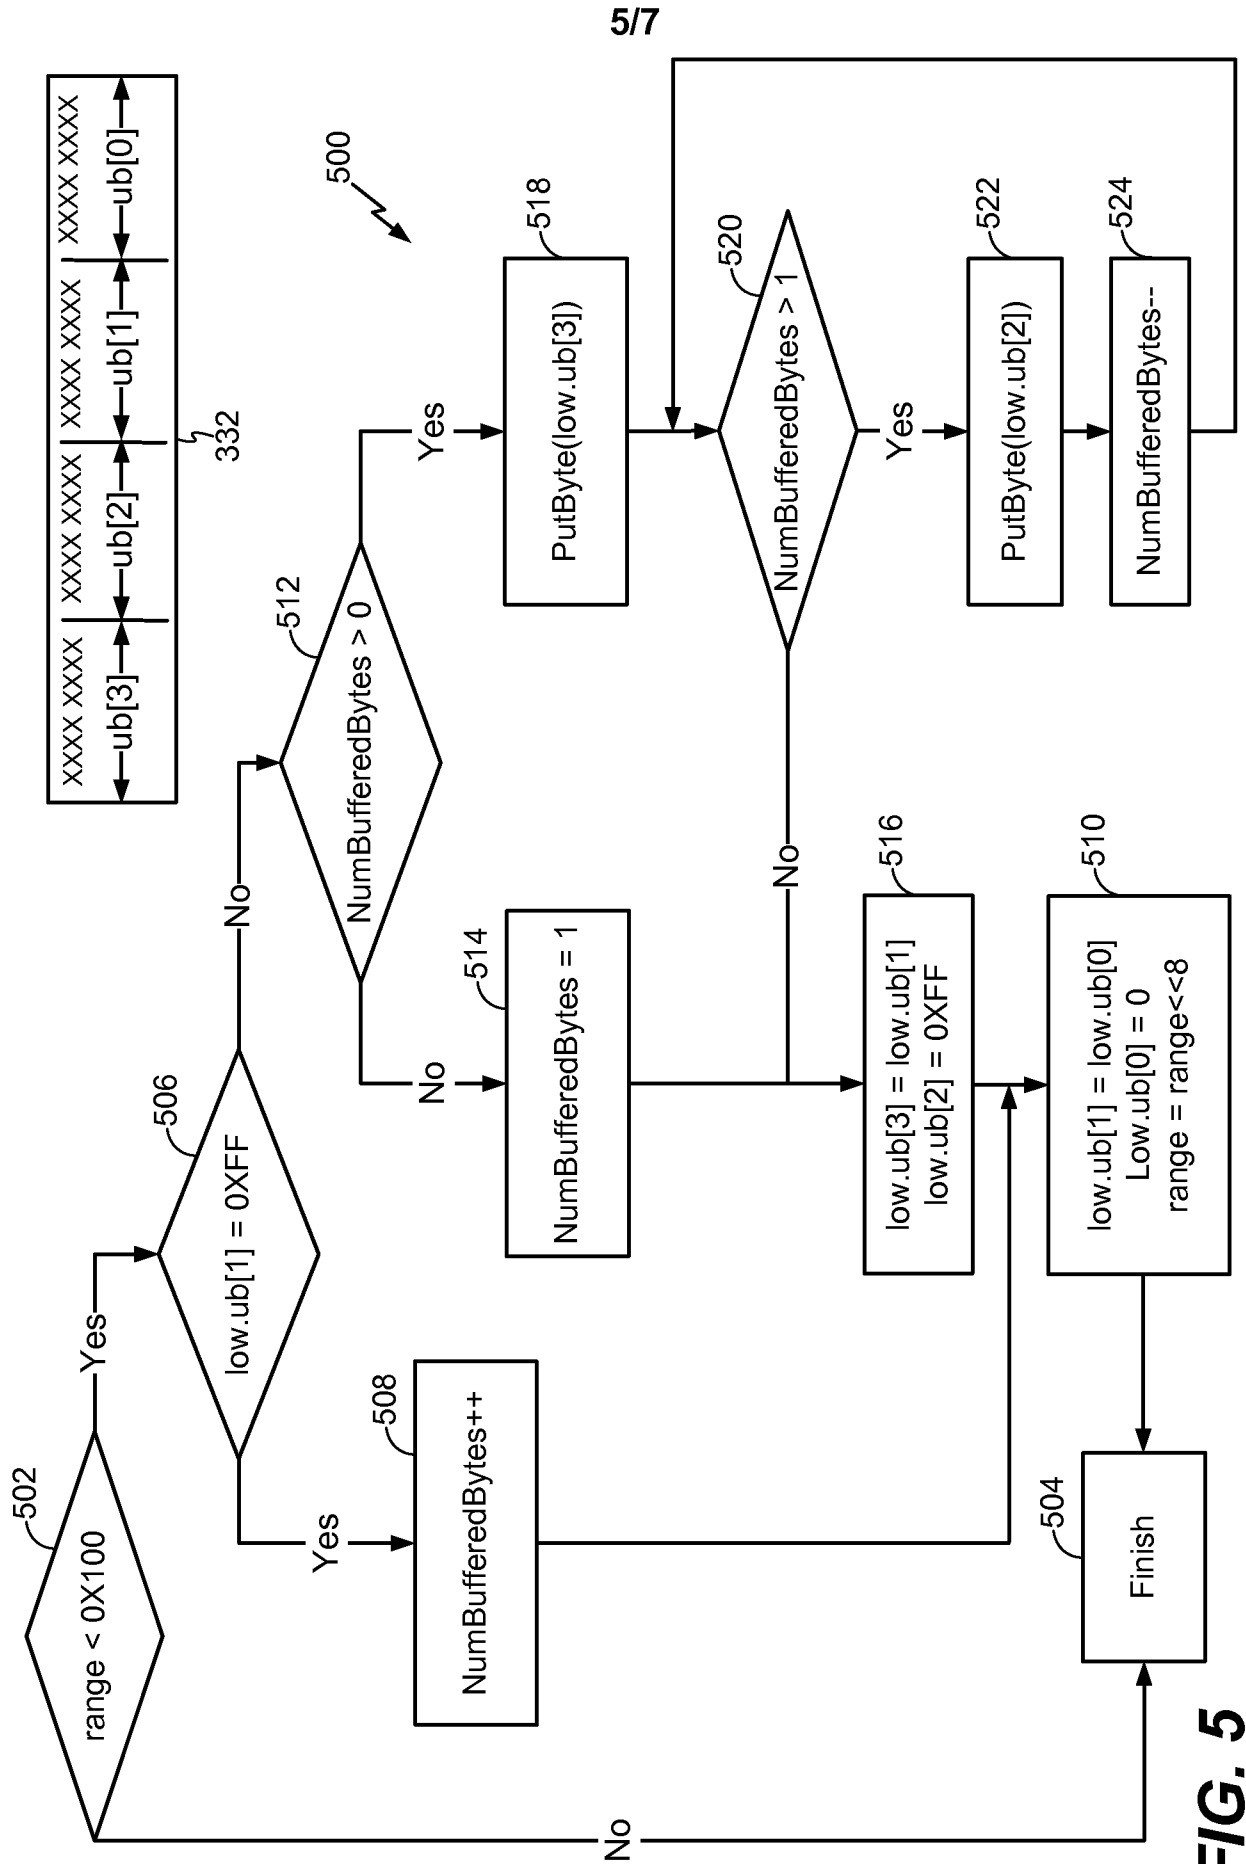 5/7
XXXX XXXX XXXX XXXX XXXX XXXX XXXX XXXX
ub[3] ub[2] ub[1] ub[0]
332
500
502
range < 0X100
Yes
No
506
low.ub[1] = 0XFF
No
Yes
512
NumBufferedBytes > 0
Yes
No
508
NumBufferedBytes++
514
NumBufferedBytes = 1
518
PutByte(low.ub[3])
520
NumBufferedBytes > 1
No
Yes
516
low.ub[3] = low.ub[1]
low.ub[2] = 0XFF
522
PutByte(low.ub[2])
524
NumBufferedBytes--
510
low.ub[1] = low.ub[0]
Low.ub[0] = 0
range = range<<8
504
Finish
FIG. 5